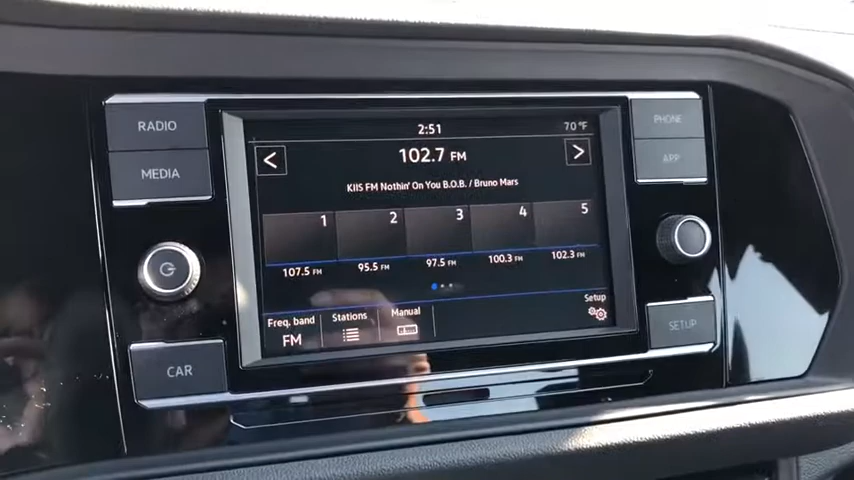 RADIO
MEDIA
CAR
PHONE
APP
SETUP
2:51
70°F
<
102.7 FM
>
KIIS FM Nothin' On You B.O.B. / Bruno Mars
1 2 3 4 5
107.5 FM 95.5 FM 97.5 FM 100.3 FM 102.3 FM
Freq. band Stations Manual Setup
FM